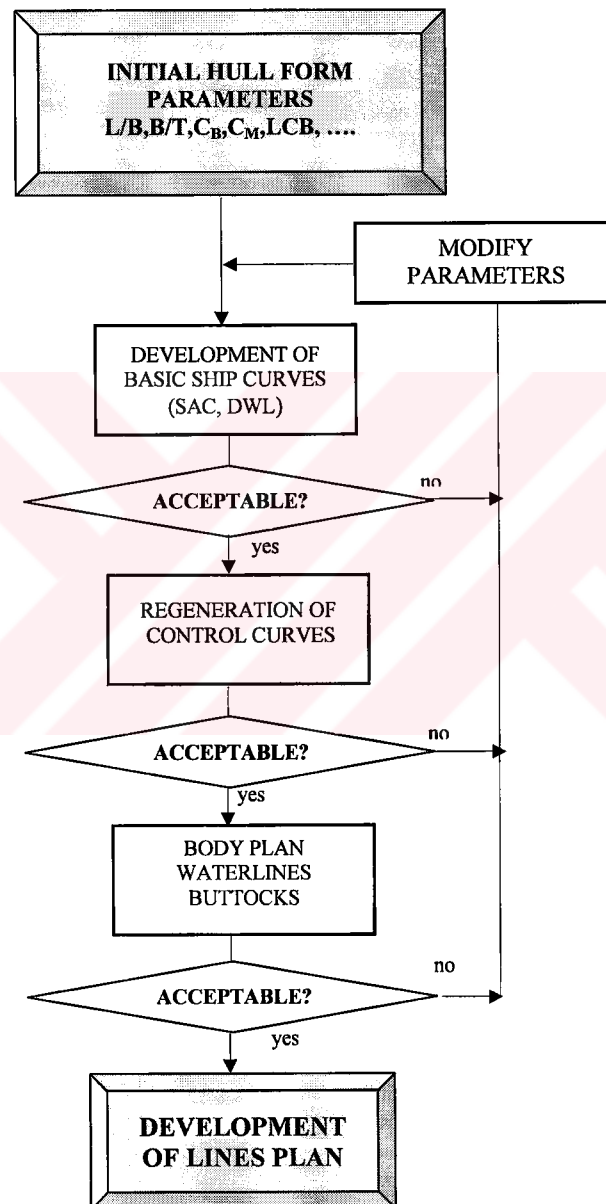 INITIAL HULL FORM
PARAMETERS
L/B,B/T,C_B,C_M,LCB, ....
MODIFY
PARAMETERS
DEVELOPMENT OF
BASIC SHIP CURVES
(SAC, DWL)
ACCEPTABLE?
no
yes
REGENERATION OF
CONTROL CURVES
ACCEPTABLE?
no
yes
BODY PLAN
WATERLINES
BUTTOCKS
ACCEPTABLE?
no
yes
DEVELOPMENT
OF LINES PLAN